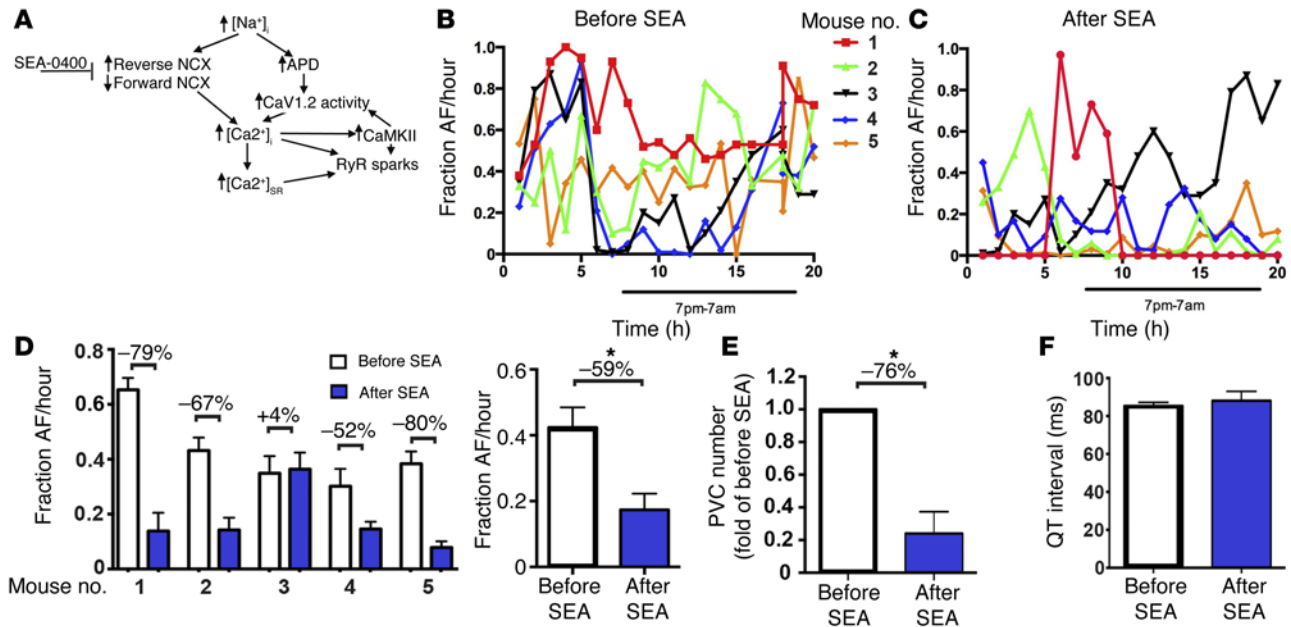 A
↑ [Na⁺]ᵢ
SEA-0400
↑Reverse NCX
↓Forward NCX
↑APD
↑CaV1.2 activity
↑ [Ca2⁺]ᵢ
↑CaMKII
RyR sparks
↑ [Ca2⁺]SR
B
Before SEA
Fraction AF/hour
1.0
0.8
0.6
0.4
0.2
0
0 5 10 15 20
7pm-7am
Time (h)
Mouse no.
1
2
3
4
5
C
After SEA
Fraction AF/hour
1.0
0.8
0.6
0.4
0.2
0
0 5 10 15 20
7pm-7am
Time (h)
D
Fraction AF/hour
0.8
0.6
0.4
0.2
0
−79%
−67%
+4%
−52%
−80%
Before SEA
After SEA
Mouse no. 1 2 3 4 5
Fraction AF/hour
0.6
0.4
0.2
0
*
−59%
Before SEA
After SEA
E
PVC number
(fold of before SEA)
1.2
1.0
0.8
0.6
0.4
0.2
0
*
−76%
Before SEA
After SEA
F
QT interval (ms)
100
80
60
40
20
0
Before SEA
After SEA